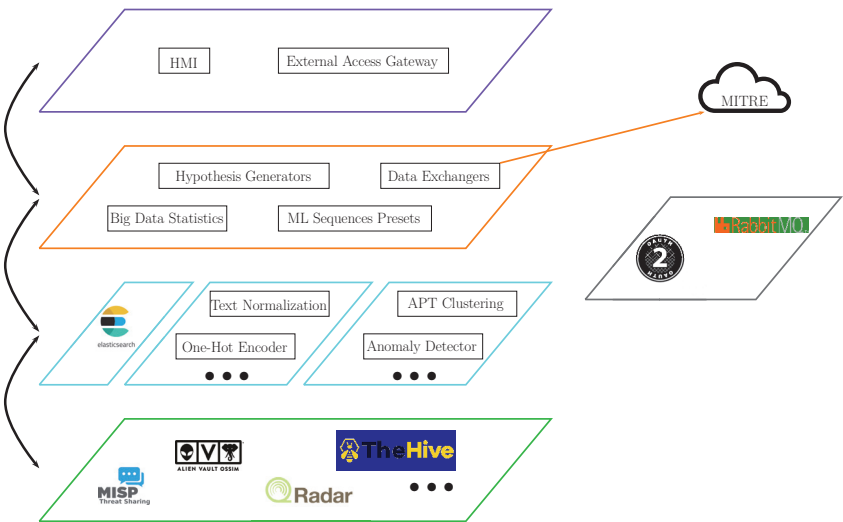 HMI
External Access Gateway
MITRE
Hypothesis Generators
Data Exchangers
Big Data Statistics
ML Sequences Presets
RabbitMQ
OAUTH
2
OAUTH
elasticsearch
Text Normalization
One-Hot Encoder
APT Clustering
Anomaly Detector
OVT
ALIEN VAULT OSSIM
TheHive
MISP
Threat Sharing
QRadar